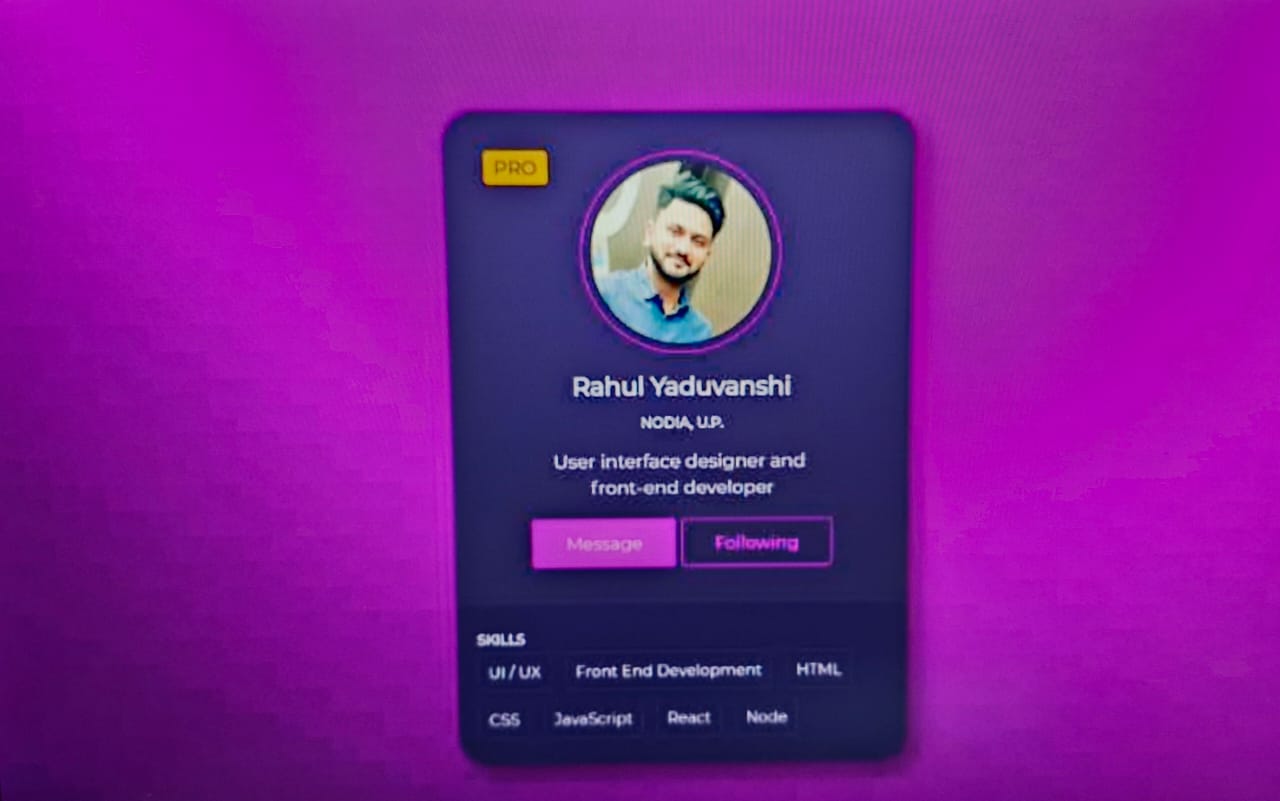 PRO
Rahul Yaduvanshi
NODIA, U.P.
User interface designer and
front-end developer
Message Following
SKILLS
UI / UX Front End Development HTML
CSS JavaScript React Node